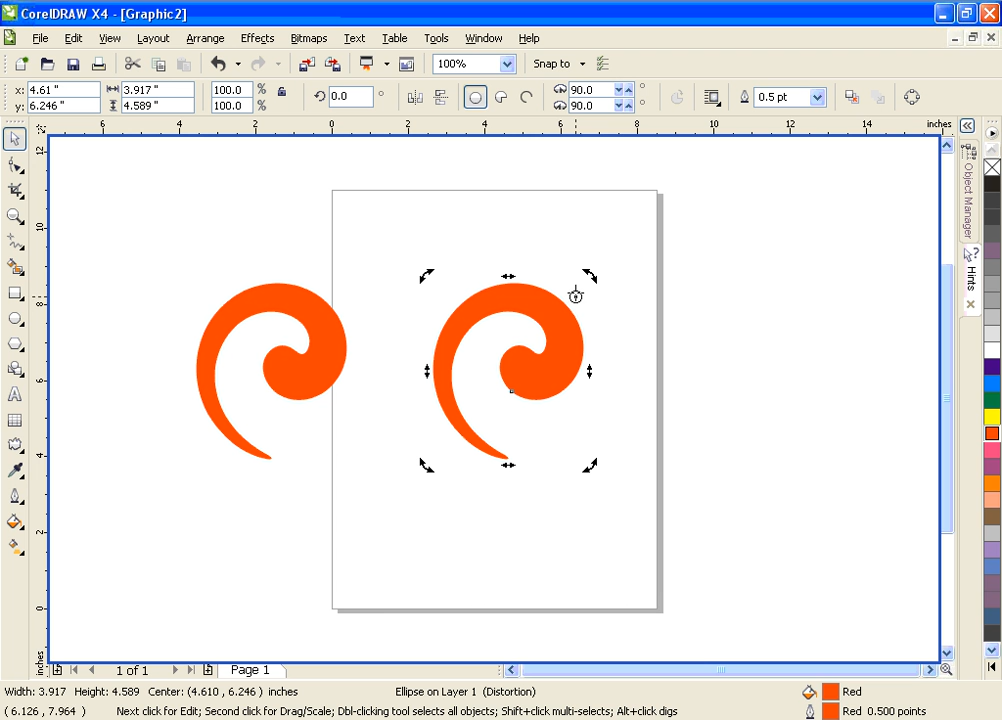 CorelDRAW X4 - [Graphic2]
File Edit View Layout Arrange Effects Bitmaps Text Table Tools Window Help
100% Snap to
x: 4.61 " 3.917 " 100.0 % 0.0 ° 90.0 ° 0.5 pt
y: 6.246 " 4.589 " 100.0 % 90.0
6 4 2 0 2 4 6 8 10 12 14 inches
12
10
8
6
4
2
0
inches
Object Manager
Hints
1 of 1 Page 1
Width: 3.917 Height: 4.589 Center: (4.610 , 6.246 ) inches Ellipse on Layer 1 (Distortion) Red
( 6.126 , 7.964 ) Next click for Edit; Second click for Drag/Scale; Dbl-clicking tool selects all objects; Shift+click multi-selects; Alt+click digs Red 0.500 points